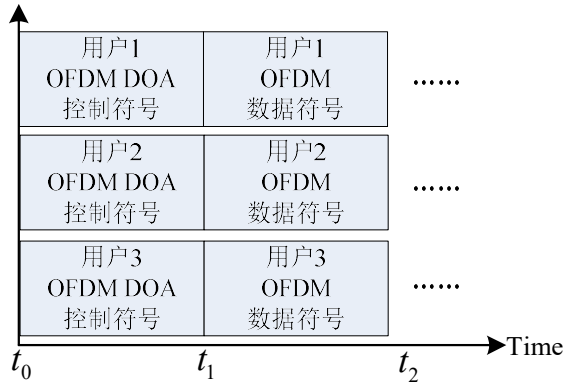 用户1
OFDM DOA
控制符号
用户1
OFDM
数据符号
……
用户2
OFDM DOA
控制符号
用户2
OFDM
数据符号
……
用户3
OFDM DOA
控制符号
用户3
OFDM
数据符号
……
t₀
t₁
t₂
Time